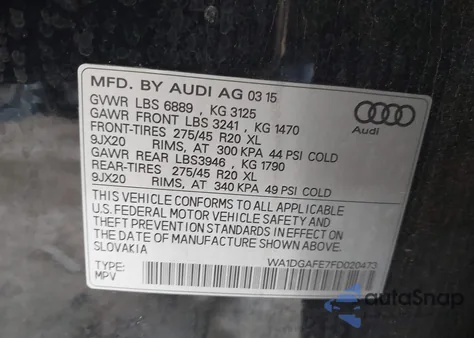 MFD. BY AUDI AG 03 15
GVWR LBS 6889 , KG 3125
GAWR FRONT LBS 3241 , KG 1470
FRONT-TIRES 275/45 R20 XL
9JX20 RIMS, AT 300 KPA 44 PSI COLD
GAWR REAR LBS3946 , KG 1790
REAR-TIRES 275/45 R20 XL
9JX20 RIMS, AT 340 KPA 49 PSI COLD
Audi
THIS VEHICLE CONFORMS TO ALL APPLICABLE
U.S. FEDERAL MOTOR VEHICLE SAFETY AND
THEFT PREVENTION STANDARDS IN EFFECT ON
THE DATE OF MANUFACTURE SHOWN ABOVE.
SLOVAKIA
WA1DGAFE7FD020473
TYPE:
MPV
autoSnap